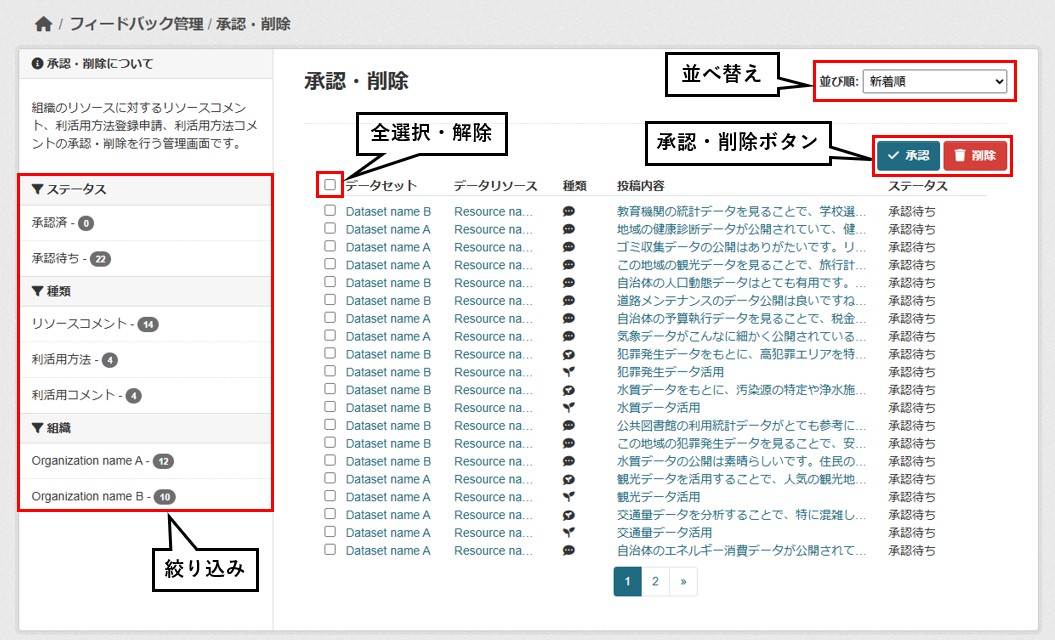 / フィードバック管理 / 承認・削除
承認・削除について
組織のリソースに対するリソースコメン
ト、利活用方法登録申請、利活用方法コメ
ントの承認・削除を行う管理画面です。
ステータス
承認済 - 0
承認待ち - 22
種類
リソースコメント - 14
利活用方法 - 4
利活用コメント - 4
組織
Organization name A - 12
Organization name B - 10
絞り込み
承認・削除
並べ替え
並び順: 新着順
全選択・解除
承認・削除ボタン
承認 削除
データセット データリソース 種類 投稿内容 ステータス
Dataset name B Resource na... 教育機関の統計データを見ることで、学校選... 承認待ち
Dataset name A Resource na... 地域の健康診断データが公開されていて、健... 承認待ち
Dataset name A Resource na... ゴミ収集データの公開はありがたいです。リ... 承認待ち
Dataset name A Resource na... この地域の観光データを見ることで、旅行計... 承認待ち
Dataset name B Resource na... 自治体の人口動態データはとても有用です。... 承認待ち
Dataset name B Resource na... 道路メンテナンスのデータ公開は良いですね... 承認待ち
Dataset name A Resource na... 自治体の予算執行データを見ることで、税金... 承認待ち
Dataset name A Resource na... 気象データがこんなに細かく公開されている... 承認待ち
Dataset name B Resource na... 犯罪発生データをもとに、高犯罪エリアを特... 承認待ち
Dataset name B Resource na... 犯罪発生データ活用 承認待ち
Dataset name B Resource na... 水質データをもとに、汚染源の特定や浄水施... 承認待ち
Dataset name B Resource na... 水質データ活用 承認待ち
Dataset name A Resource na... 公共図書館の利用統計データがとても参考に... 承認待ち
Dataset name B Resource na... この地域の犯罪発生データを見ることで、安... 承認待ち
Dataset name B Resource na... 水質データの公開は素晴らしいです。住民の... 承認待ち
Dataset name A Resource na... 観光データを活用することで、人気の観光地... 承認待ち
Dataset name A Resource na... 観光データ活用 承認待ち
Dataset name A Resource na... 交通量データを分析することで、特に混雑し... 承認待ち
Dataset name A Resource na... 交通量データ活用 承認待ち
Dataset name A Resource na... 自治体のエネルギー消費データが公開されて... 承認待ち
1 2 »